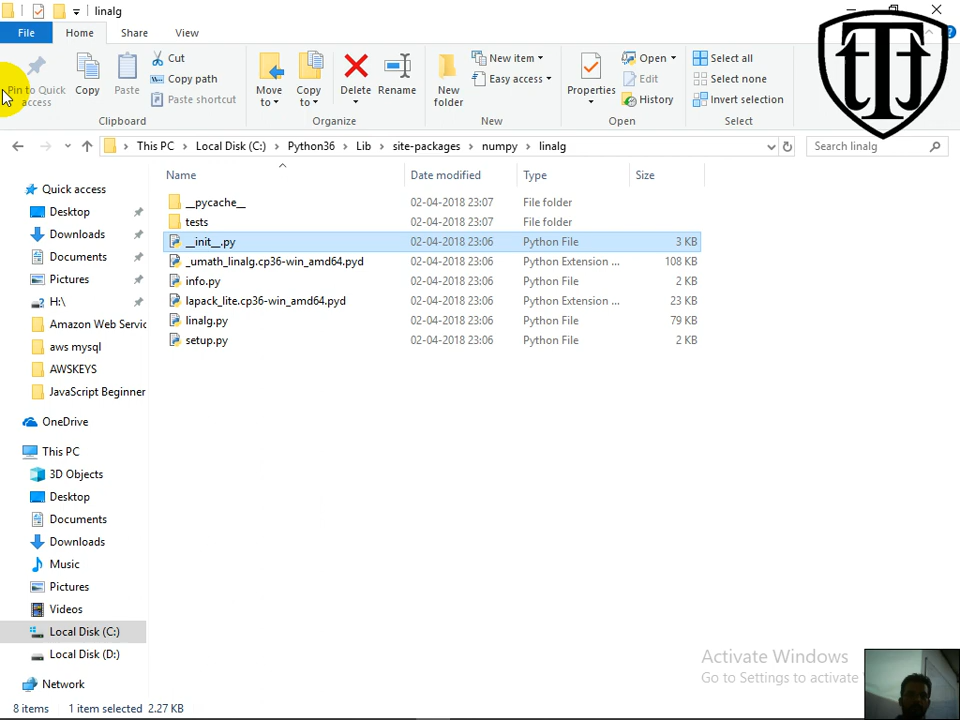 linalg
File Home Share View
Pin to Quick access
Copy
Paste
Cut
Copy path
Paste shortcut
Clipboard
Move to
Copy to
Delete
Rename
Organize
New folder
New item
Easy access
New
Properties
Open
Edit
History
Open
Select all
Select none
Invert selection
Select
This PC > Local Disk (C:) > Python36 > Lib > site-packages > numpy > linalg
Search linalg
Name Date modified Type Size
__pycache__ 02-04-2018 23:07 File folder
tests 02-04-2018 23:07 File folder
__init__.py 02-04-2018 23:06 Python File 3 KB
_umath_linalg.cp36-win_amd64.pyd 02-04-2018 23:06 Python Extension ... 108 KB
info.py 02-04-2018 23:06 Python File 2 KB
lapack_lite.cp36-win_amd64.pyd 02-04-2018 23:06 Python Extension ... 23 KB
linalg.py 02-04-2018 23:06 Python File 79 KB
setup.py 02-04-2018 23:06 Python File 2 KB
Quick access
Desktop
Downloads
Documents
Pictures
H:\
Amazon Web Servic
aws mysql
AWSKEYS
JavaScript Beginner
OneDrive
This PC
3D Objects
Desktop
Documents
Downloads
Music
Pictures
Videos
Local Disk (C:)
Local Disk (D:)
Network
8 items 1 item selected 2.27 KB
Activate Windows
Go to Settings to activate